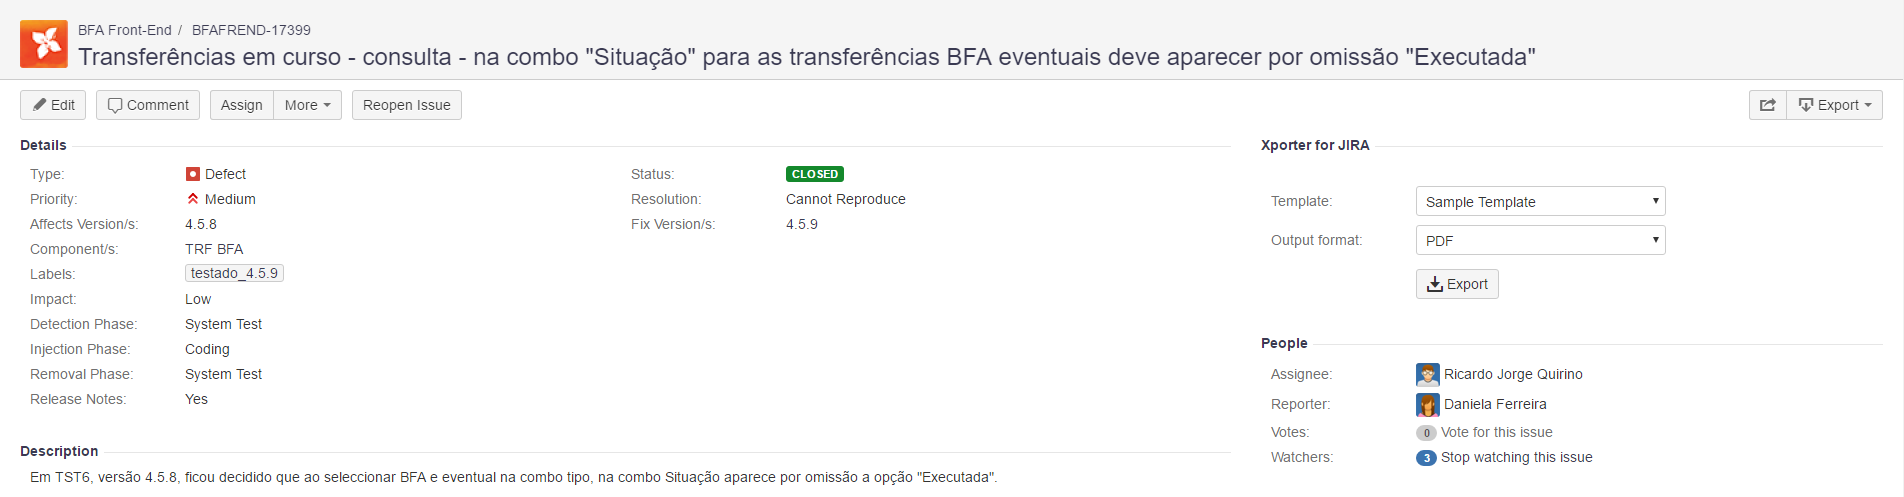 BFA Front-End / BFAFREND-17399
Transferências em curso - consulta - na combo "Situação" para as transferências BFA eventuais deve aparecer por omissão "Executada"
Edit Comment Assign More Reopen Issue Export
Details
Type: Defect
Priority: Medium
Affects Version/s: 4.5.8
Component/s: TRF BFA
Labels: testado_4.5.9
Impact: Low
Detection Phase: System Test
Injection Phase: Coding
Removal Phase: System Test
Release Notes: Yes
Status: CLOSED
Resolution: Cannot Reproduce
Fix Version/s: 4.5.9
Description
Em TST6, versão 4.5.8, ficou decidido que ao seleccionar BFA e eventual na combo tipo, na combo Situação aparece por omissão a opção "Executada".
Xporter for JIRA
Template: Sample Template
Output format: PDF
Export
People
Assignee: Ricardo Jorge Quirino
Reporter: Daniela Ferreira
Votes: 0 Vote for this issue
Watchers: 3 Stop watching this issue